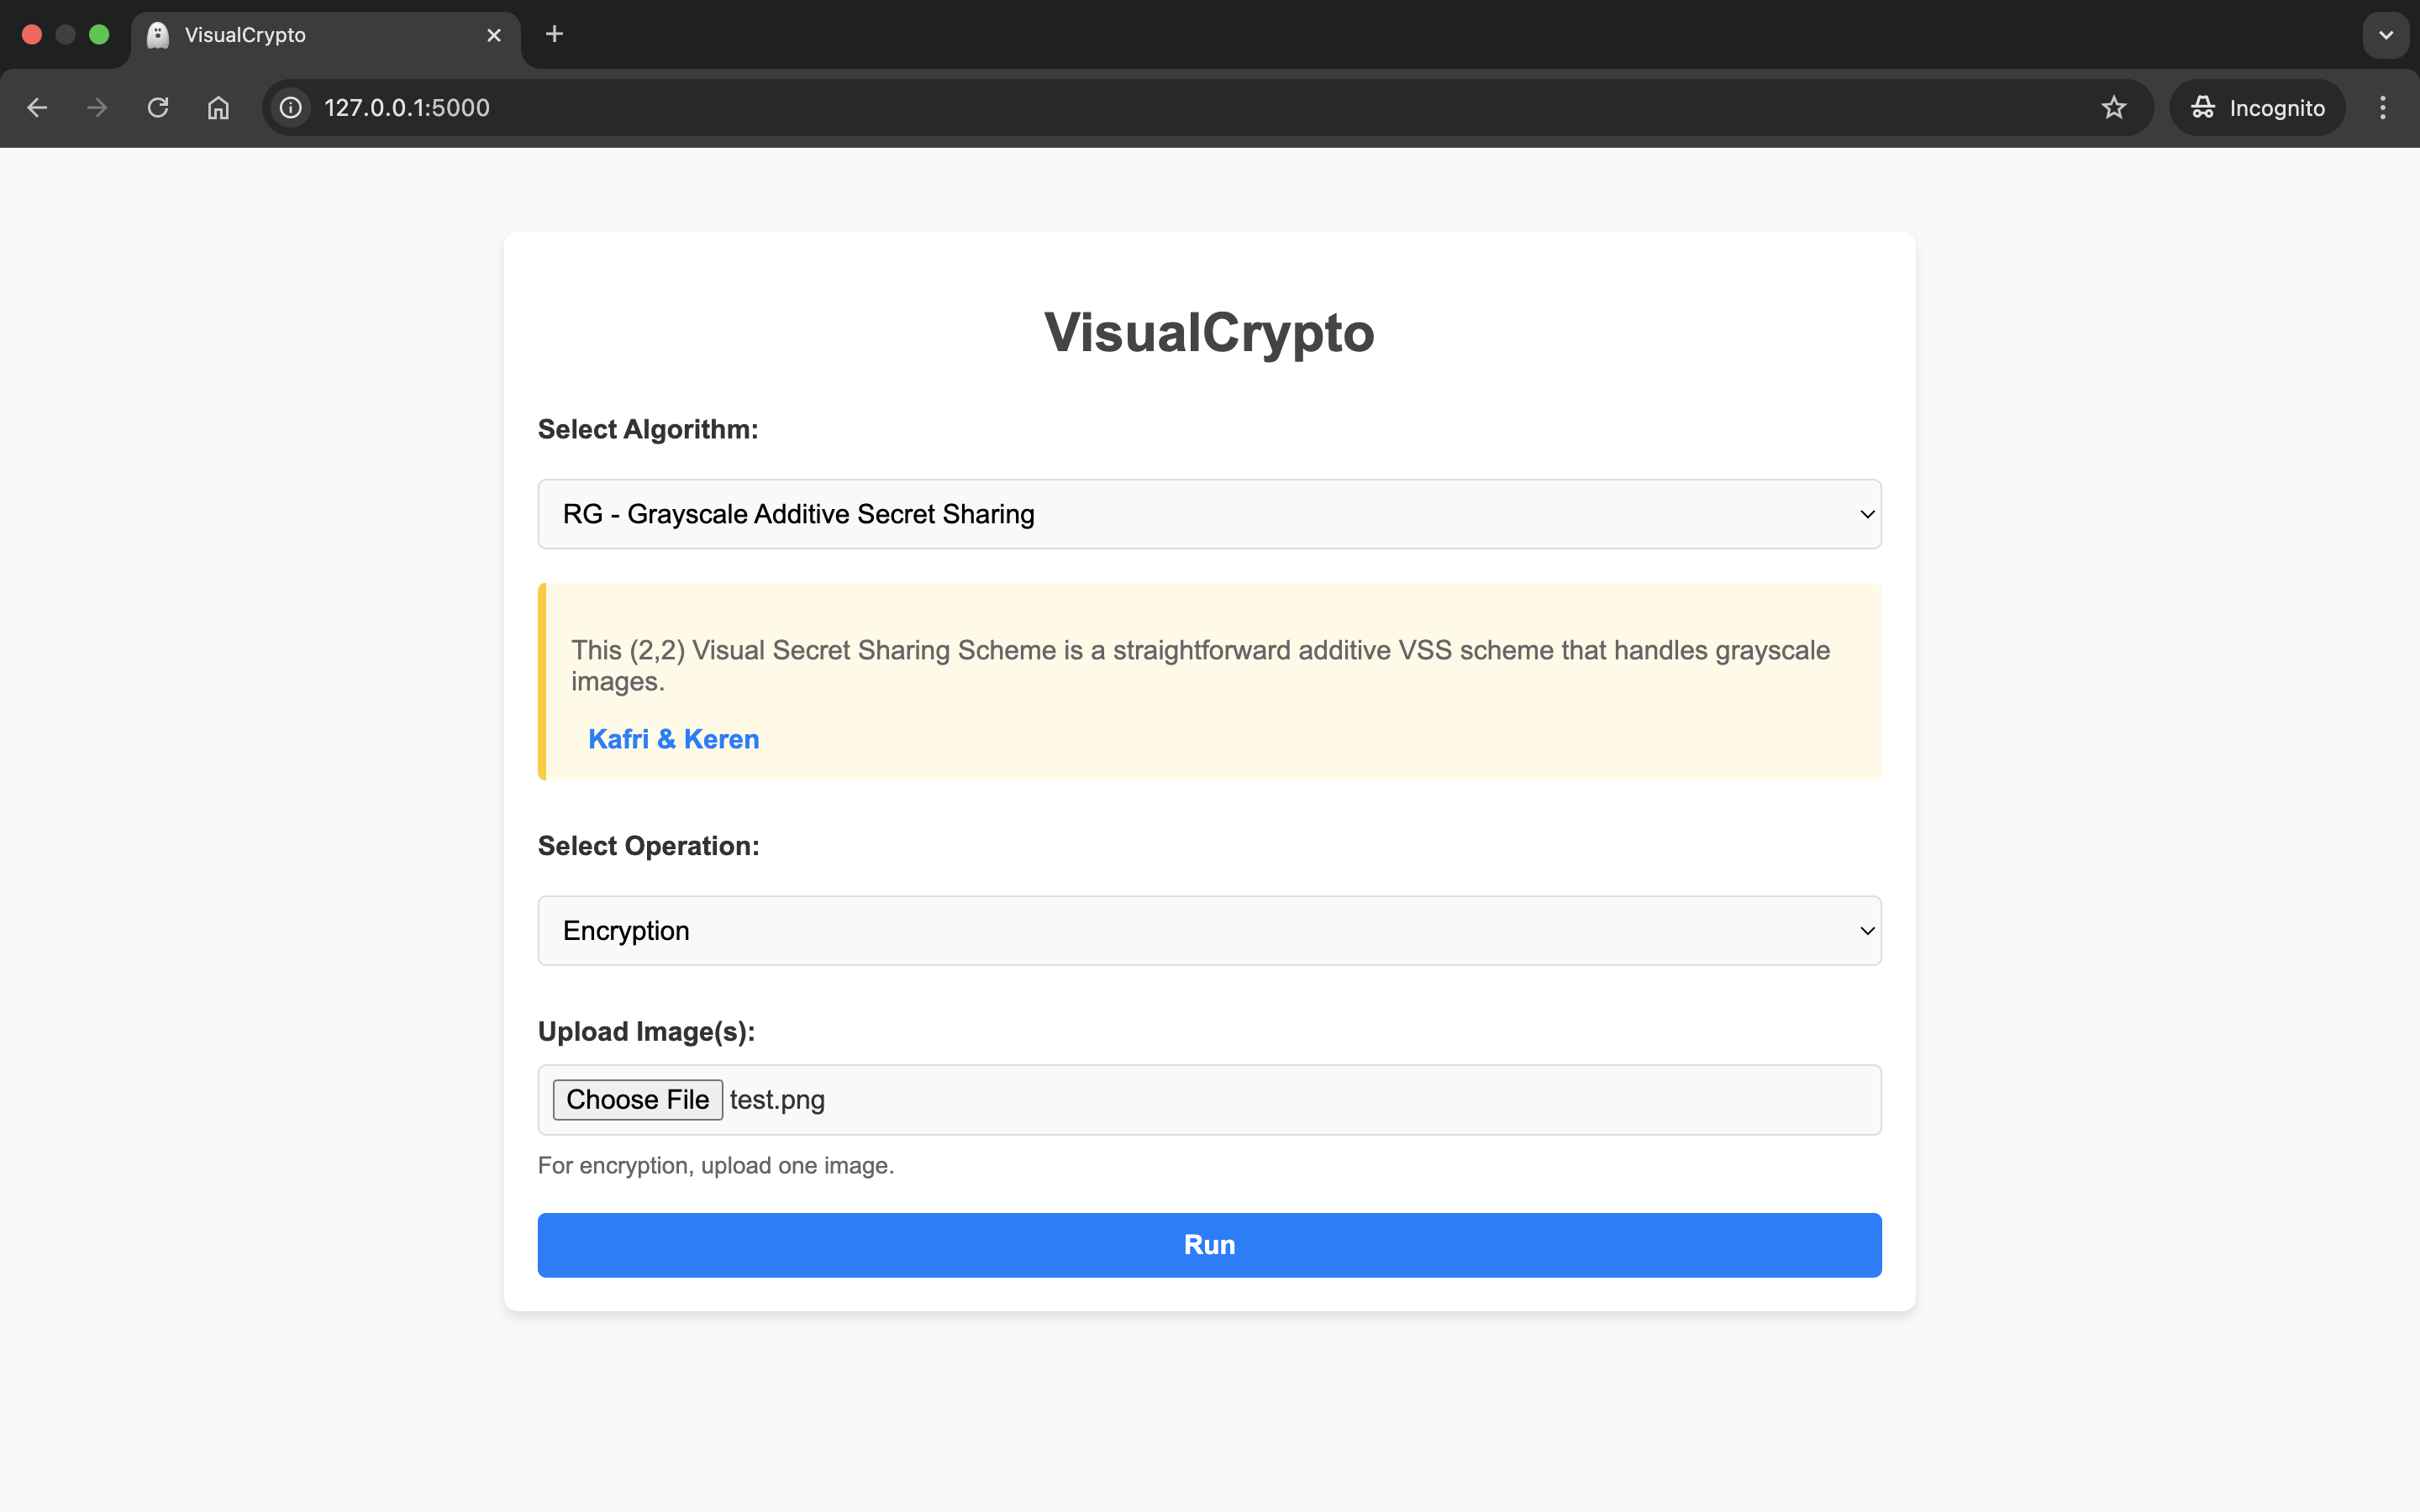 VisualCrypto
127.0.0.1:5000
Incognito
VisualCrypto
Select Algorithm:
RG - Grayscale Additive Secret Sharing
This (2,2) Visual Secret Sharing Scheme is a straightforward additive VSS scheme that handles grayscale
images.
Kafri & Keren
Select Operation:
Encryption
Upload Image(s):
Choose File test.png
For encryption, upload one image.
Run